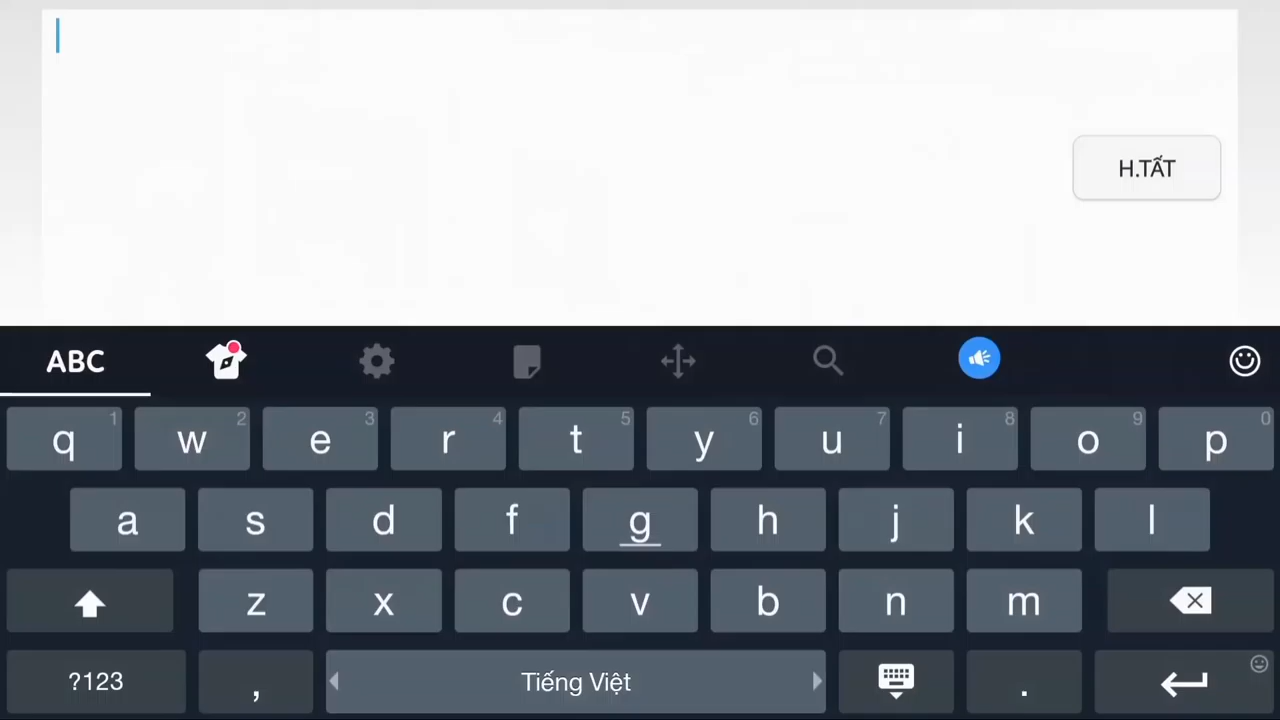 H.TẤT
ABC
1 2 3 4 5 6 7 8 9 0
q w e r t y u i o p
a s d f g h j k l
z x c v b n m
?123 , Tiếng Việt .